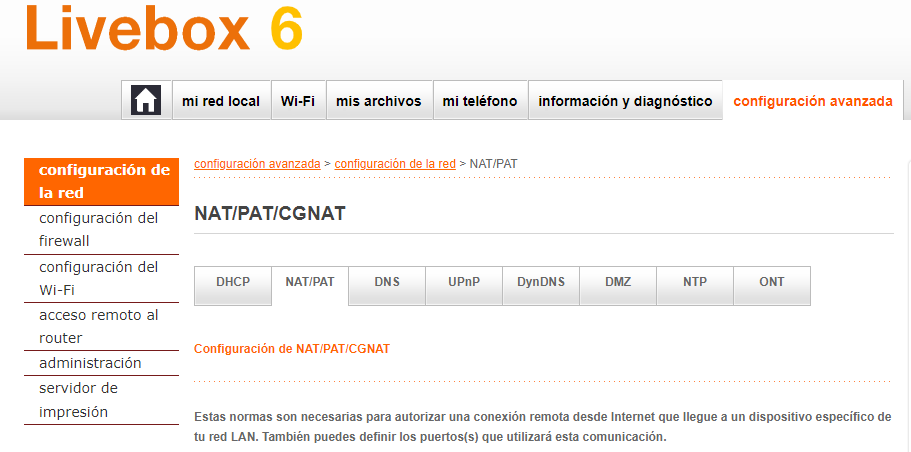 Livebox 6
mi red local Wi-Fi mis archivos mi teléfono información y diagnóstico configuración avanzada
configuración de
la red
configuración del
firewall
configuración del
Wi-Fi
acceso remoto al
router
administración
servidor de
impresión
configuración avanzada > configuración de la red > NAT/PAT
NAT/PAT/CGNAT
DHCP NAT/PAT DNS UPnP DynDNS DMZ NTP ONT
Configuración de NAT/PAT/CGNAT
Estas normas son necesarias para autorizar una conexión remota desde Internet que llegue a un dispositivo específico de
tu red LAN. También puedes definir los puertos(s) que utilizará esta comunicación.